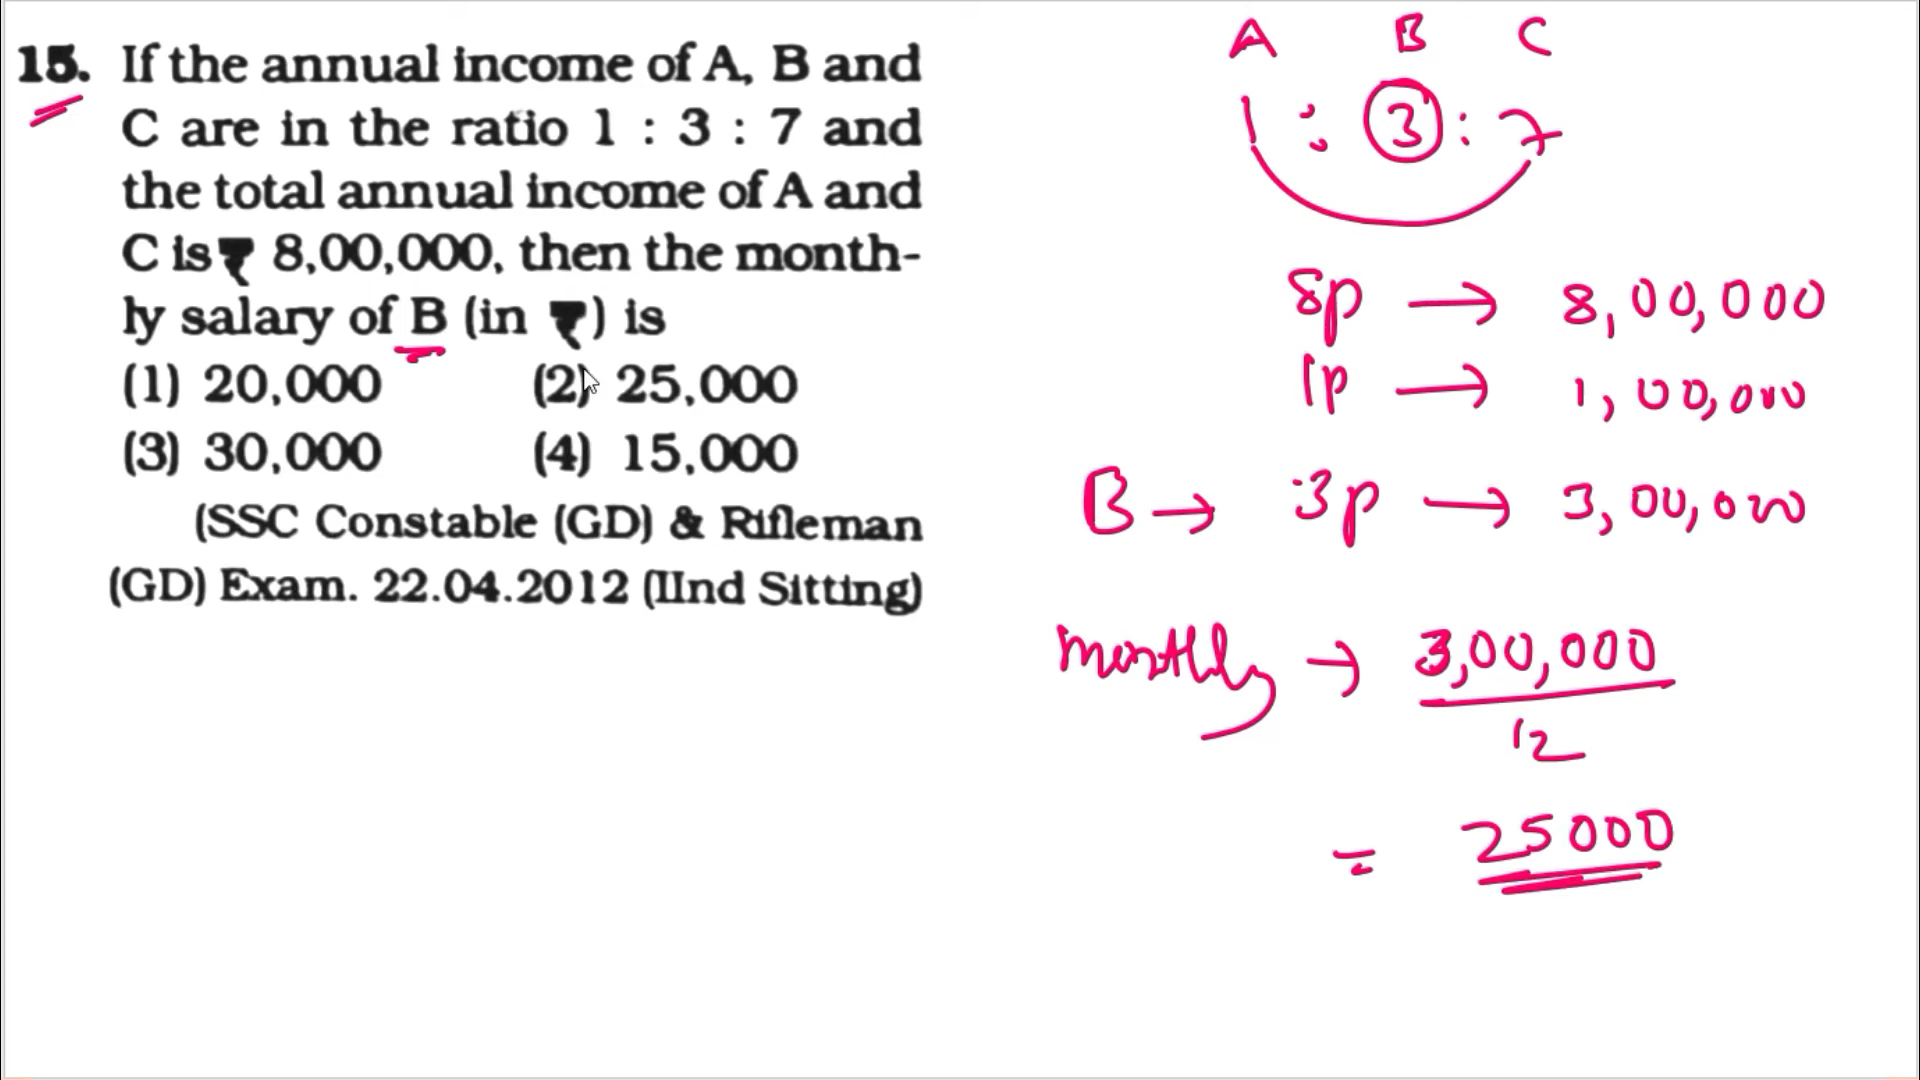 15. If the annual income of A, B and
C are in the ratio 1 : 3 : 7 and
the total annual income of A and
C is ₹ 8,00,000, then the month-
ly salary of B (in ₹) is
(1) 20,000 (2) 25,000
(3) 30,000 (4) 15,000
(SSC Constable (GD) & Rifleman
(GD) Exam. 22.04.2012 (IInd Sitting)
A B C
1 : 3 : 7
8p → 8,00,000
1p → 1,00,000
B → 3p → 3,00,000
monthly → 3,00,000
12
= 25000